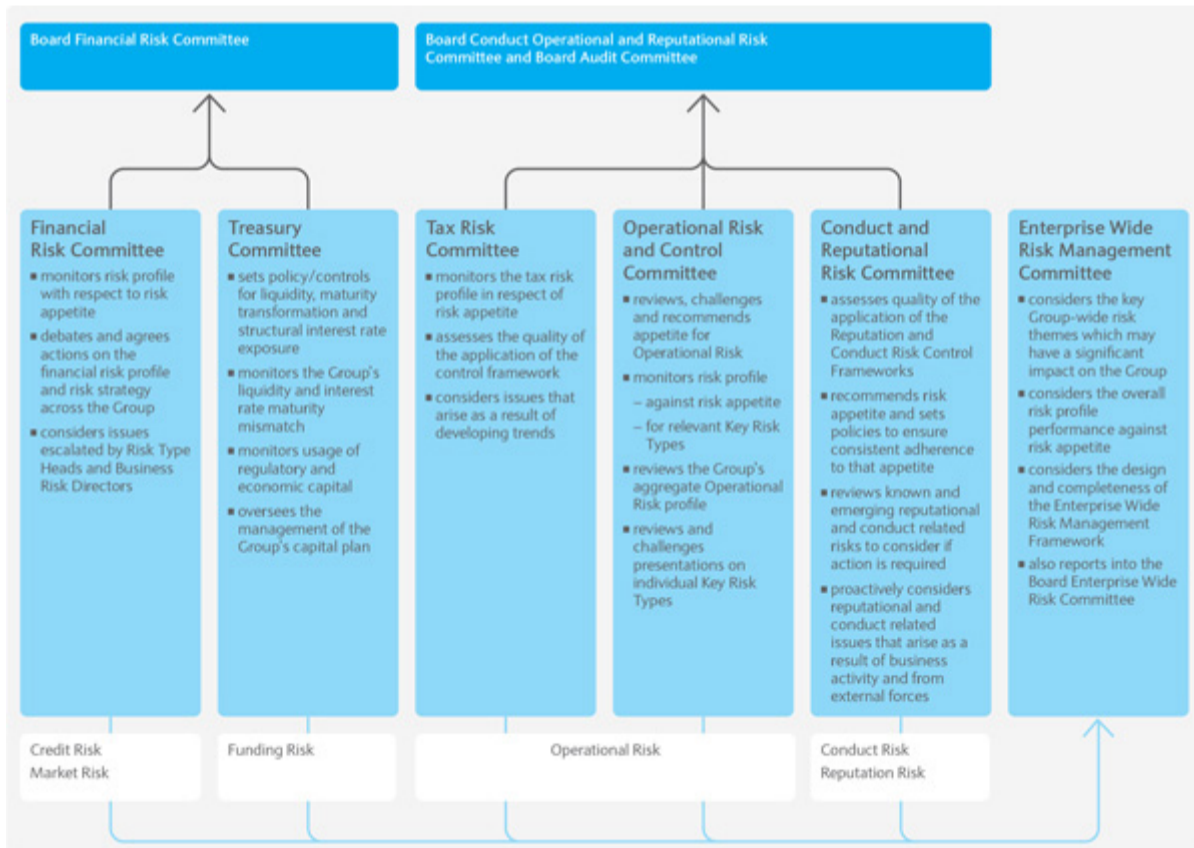 Board Financial Risk Committee
Board Conduct Operational and Reputational Risk
Committee and Board Audit Committee
Financial
Risk Committee
▪ monitors risk profile
with respect to risk
appetite
▪ debates and agrees
actions on the
financial risk profile
and risk strategy
across the Group
▪ considers issues
escalated by Risk Type
Heads and Business
Risk Directors
Treasury
Committee
▪ sets policy/controls
for liquidity, maturity
transformation and
structural interest rate
exposure
▪ monitors the Group's
liquidity and interest
rate maturity
mismatch
▪ monitors usage of
regulatory and
economic capital
▪ oversees the
management of the
Group's capital plan
Tax Risk
Committee
▪ monitors the tax risk
profile in respect of
risk appetite
▪ assesses the quality of
the application of the
control framework
▪ considers issues that
arise as a result of
developing trends
Operational Risk
and Control
Committee
▪ reviews, challenges
and recommends
appetite for
Operational Risk
▪ monitors risk profile
– against risk appetite
– for relevant Key Risk
Types
▪ reviews the Group's
aggregate Operational
Risk profile
▪ reviews and
challenges
presentations on
individual Key Risk
Types
Conduct and
Reputational
Risk Committee
▪ assesses quality of the
application of the
Reputation and
Conduct Risk Control
Frameworks
▪ recommends risk
appetite and sets
policies to ensure
consistent adherence
to that appetite
▪ reviews known and
emerging reputational
and conduct related
risks to consider if
action is required
▪ proactively considers
reputational and
conduct related
issues that arise as a
result of business
activity and from
external forces
Enterprise Wide
Risk Management
Committee
▪ considers the key
Group-wide risk
themes which may
have a significant
impact on the Group
▪ considers the overall
risk profile
performance against
risk appetite
▪ considers the design
and completeness of
the Enterprise Wide
Risk Management
Framework
▪ also reports into the
Board Enterprise Wide
Risk Committee
Credit Risk
Market Risk
Funding Risk
Operational Risk
Conduct Risk
Reputation Risk